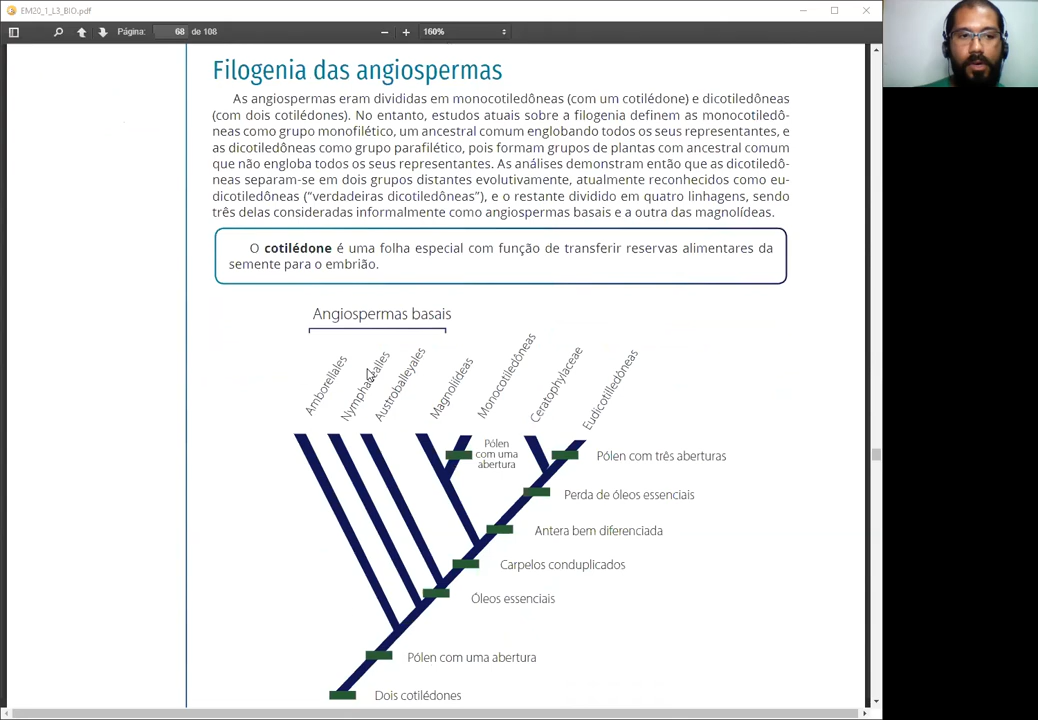 EM20_1_L3_BIO.pdf
Página: 68 de 108
160%
Filogenia das angiospermas
As angiospermas eram divididas em monocotiledôneas (com um cotilédone) e dicotiledôneas
(com dois cotilédones). No entanto, estudos atuais sobre a filogenia definem as monocotiledô-
neas como grupo monofilético, um ancestral comum englobando todos os seus representantes, e
as dicotiledôneas como grupo parafilético, pois formam grupos de plantas com ancestral comum
que não engloba todos os seus representantes. As análises demonstram então que as dicotiledô-
neas separam-se em dois grupos distantes evolutivamente, atualmente reconhecidos como eu-
dicotiledôneas (“verdadeiras dicotiledôneas”), e o restante dividido em quatro linhagens, sendo
três delas consideradas informalmente como angiospermas basais e a outra das magnolídeas.
O cotilédone é uma folha especial com função de transferir reservas alimentares da
semente para o embrião.
Angiospermas basais
Amboreliales
Austroballeyales
Magnoliídeas
Monocotiledôneas
Ceratophylaceae
Eudicotiledôneas
Pólen
com uma
abertura
Pólen com três aberturas
Perda de óleos essenciais
Antera bem diferenciada
Carpelos conduplicados
Óleos essenciais
Pólen com uma abertura
Dois cotilédones